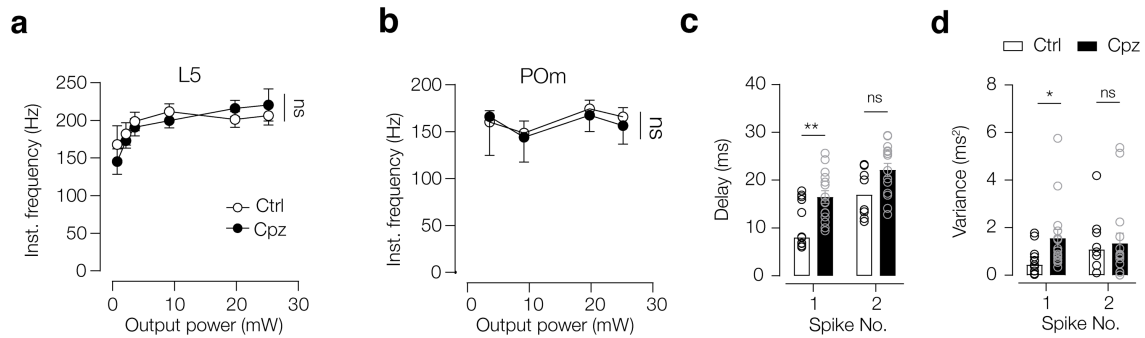 a
L5
Inst. frequency (Hz)
250
200
150
100
50
0
ns
Ctrl
Cpz
0
10
20
30
Output power (mW)
b
POm
Inst. frequency (Hz)
200
150
100
50
0
ns
0
10
20
30
Output power (mW)
c
Delay (ms)
40
30
20
10
0
**
ns
1
2
Spike No.
d
Ctrl
Cpz
Variance (ms²)
8
6
4
2
0
*
ns
1
2
Spike No.